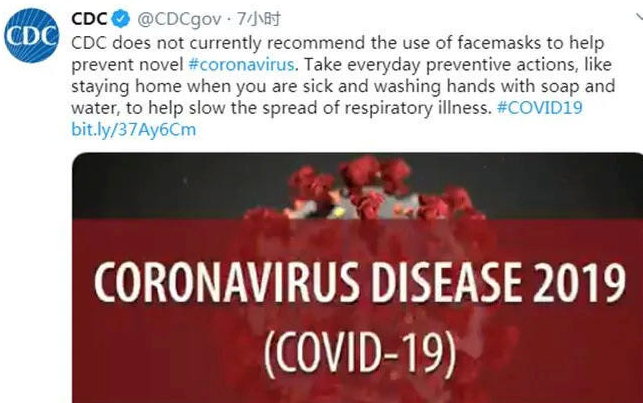 CDC
CDC @CDCgov · 7小时
CDC does not currently recommend the use of facemasks to help
prevent novel #coronavirus. Take everyday preventive actions, like
staying home when you are sick and washing hands with soap and
water, to help slow the spread of respiratory illness. #COVID19
bit.ly/37Ay6Cm
CORONAVIRUS DISEASE 2019
(COVID-19)